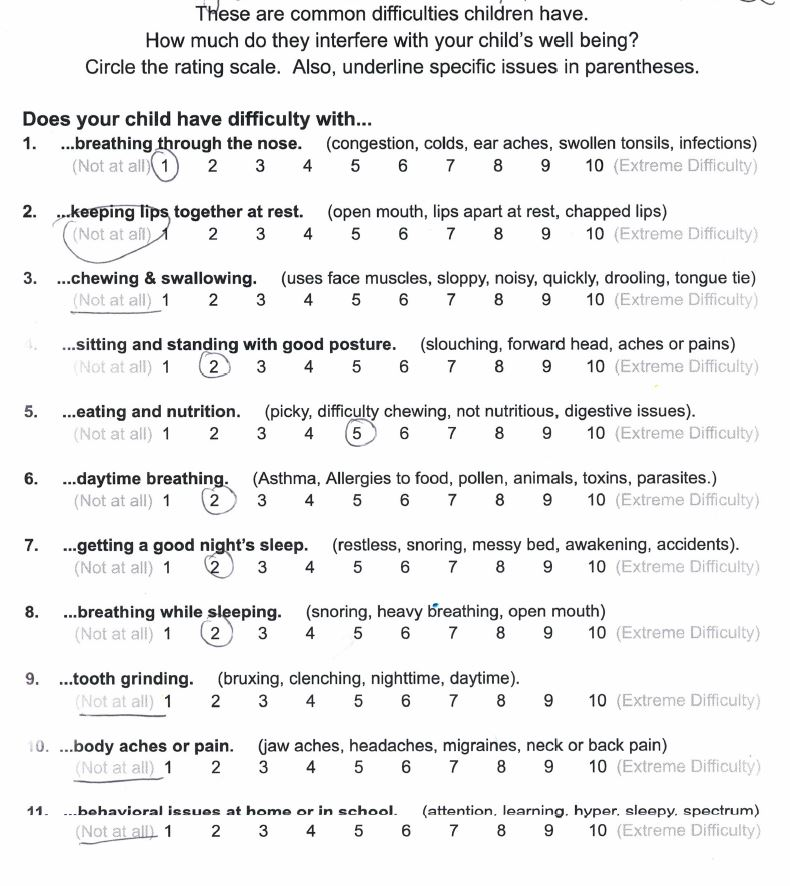 These are common difficulties children have.
How much do they interfere with your child's well being?
Circle the rating scale. Also, underline specific issues in parentheses.
Does your child have difficulty with...
1. ...breathing through the nose. (congestion, colds, ear aches, swollen tonsils, infections)
(Not at all) 1 2 3 4 5 6 7 8 9 10 (Extreme Difficulty)
2. ...keeping lips together at rest. (open mouth, lips apart at rest, chapped lips)
(Not at all) 1 2 3 4 5 6 7 8 9 10 (Extreme Difficulty)
3. ...chewing & swallowing. (uses face muscles, sloppy, noisy, quickly, drooling, tongue tie)
(Not at all) 1 2 3 4 5 6 7 8 9 10 (Extreme Difficulty)
4. ...sitting and standing with good posture. (slouching, forward head, aches or pains)
(Not at all) 1 2 3 4 5 6 7 8 9 10 (Extreme Difficulty)
5. ...eating and nutrition. (picky, difficulty chewing, not nutritious, digestive issues).
(Not at all) 1 2 3 4 5 6 7 8 9 10 (Extreme Difficulty)
6. ...daytime breathing. (Asthma, Allergies to food, pollen, animals, toxins, parasites.)
(Not at all) 1 2 3 4 5 6 7 8 9 10 (Extreme Difficulty)
7. ...getting a good night's sleep. (restless, snoring, messy bed, awakening, accidents).
(Not at all) 1 2 3 4 5 6 7 8 9 10 (Extreme Difficulty)
8. ...breathing while sleeping. (snoring, heavy breathing, open mouth)
(Not at all) 1 2 3 4 5 6 7 8 9 10 (Extreme Difficulty)
9. ...tooth grinding. (bruxing, clenching, nighttime, daytime).
(Not at all) 1 2 3 4 5 6 7 8 9 10 (Extreme Difficulty)
10. ...body aches or pain. (jaw aches, headaches, migraines, neck or back pain)
(Not at all) 1 2 3 4 5 6 7 8 9 10 (Extreme Difficulty)
11. ...behavioral issues at home or in school. (attention, learning, hyper, sleepy, spectrum)
(Not at all) 1 2 3 4 5 6 7 8 9 10 (Extreme Difficulty)